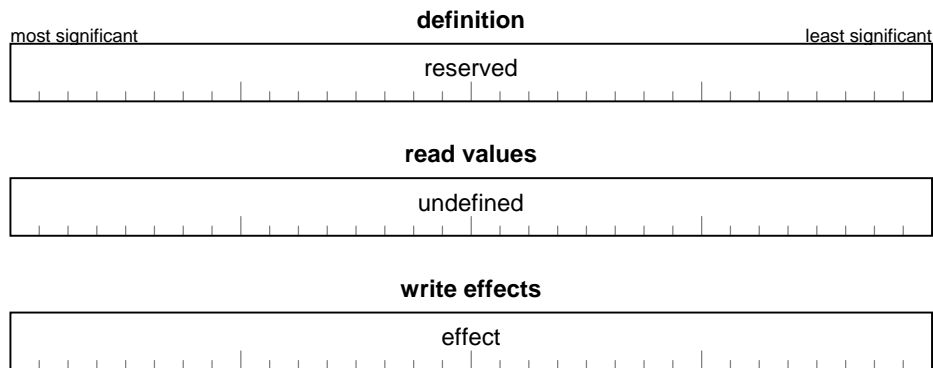 definition
most significant least significant
reserved
read values
undefined
write effects
effect